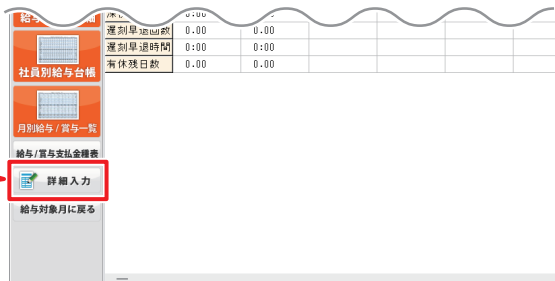 給与
遅刻早退回数 0.00 0.00
遅刻早退時間 0:00 0:00
有休残日数 0.00 0.00
社員別給与台帳
月別給与/賞与一覧
給与/賞与支払金種表
詳細入力
給与対象月に戻る